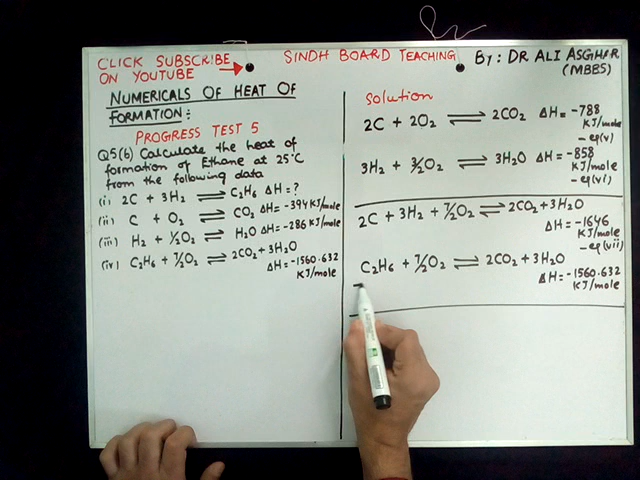 CLICK SUBSCRIBE
ON YOUTUBE
SINDH BOARD TEACHING
By: DR ALI ASGHAR
(MBBS)
NUMERICALS OF HEAT OF
FORMATION:
PROGRESS TEST 5
Q5(b) Calculate the heat of
formation of Ethane at 25°C
from the following data
(i) 2C + 3H₂ ⇌ C₂H₆ ΔH = ?
(ii) C + O₂ ⇌ CO₂ ΔH = -394 KJ/mole
(iii) H₂ + ½O₂ ⇌ H₂O ΔH = -286 KJ/mole
(iv) C₂H₆ + 7/2O₂ ⇌ 2CO₂ + 3H₂O
ΔH = -1560.632
KJ/mole
Solution
2C + 2O₂ ⇌ 2CO₂ ΔH = -788
KJ/mole
- eq(v)
3H₂ + 3/2O₂ ⇌ 3H₂O ΔH = -858
KJ/mole
- eq(vi)
2C + 3H₂ + 7/2O₂ ⇌ 2CO₂ + 3H₂O
ΔH = -1646
KJ/mole
- eq(vii)
C₂H₆ + 7/2O₂ ⇌ 2CO₂ + 3H₂O
ΔH = -1560.632
KJ/mole